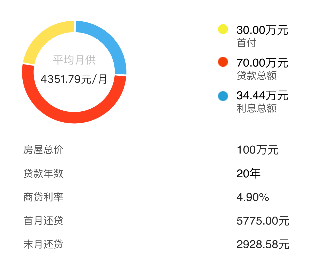 平均月供
4351.79元/月
30.00万元
首付
70.00万元
贷款总额
34.44万元
利息总额
房屋总价 100万元
贷款年数 20年
商贷利率 4.90%
首月还贷 5775.00元
末月还贷 2928.58元